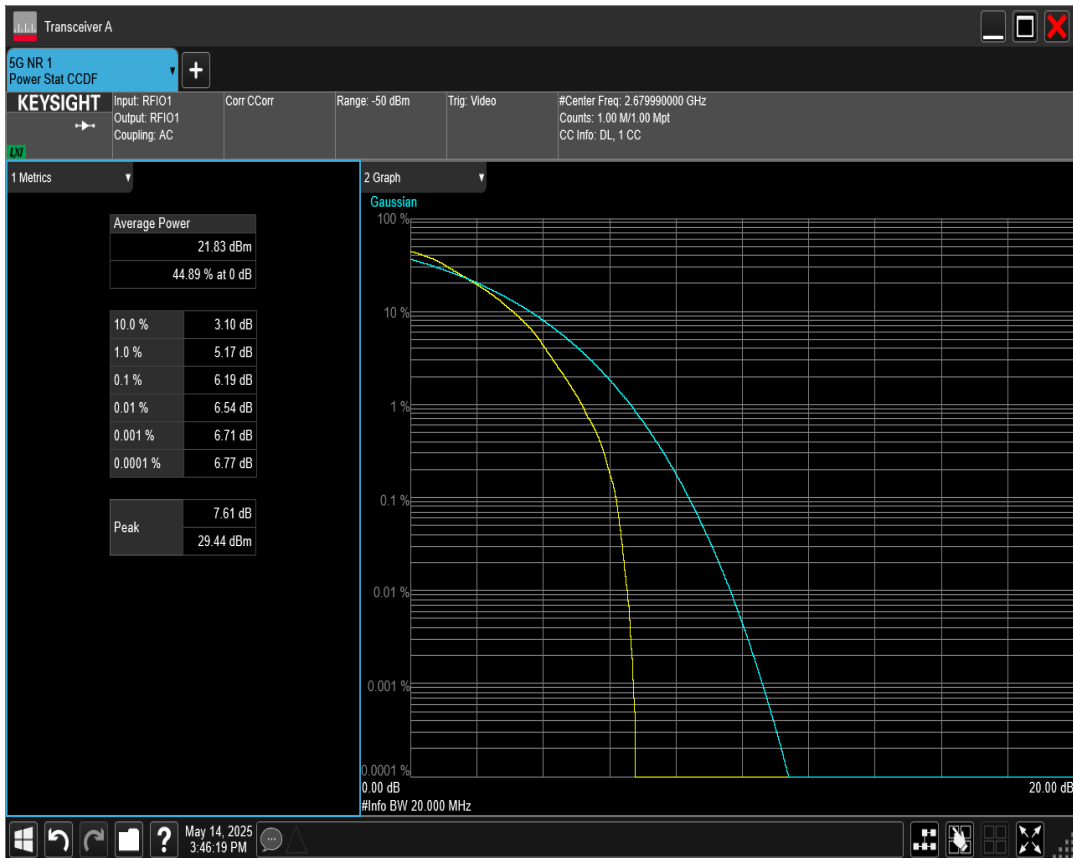 Transceiver A
5G NR 1
Power Stat CCDF
KEYSIGHT
LXI
Input: RFIO1
Output: RFIO1
Coupling: AC
Corr CCorr
Range: -50 dBm
Trig: Video
#Center Freq: 2.679990000 GHz
Counts: 1.00 M/1.00 Mpt
CC Info: DL, 1 CC
1 Metrics
Average Power
21.83 dBm
44.89 % at 0 dB
10.0 % 3.10 dB
1.0 % 5.17 dB
0.1 % 6.19 dB
0.01 % 6.54 dB
0.001 % 6.71 dB
0.0001 % 6.77 dB
Peak
7.61 dB
29.44 dBm
2 Graph
Gaussian
100 %
10 %
1 %
0.1 %
0.01 %
0.001 %
0.0001 %
0.00 dB 20.00 dB
#Info BW 20.000 MHz
May 14, 2025
3:46:19 PM